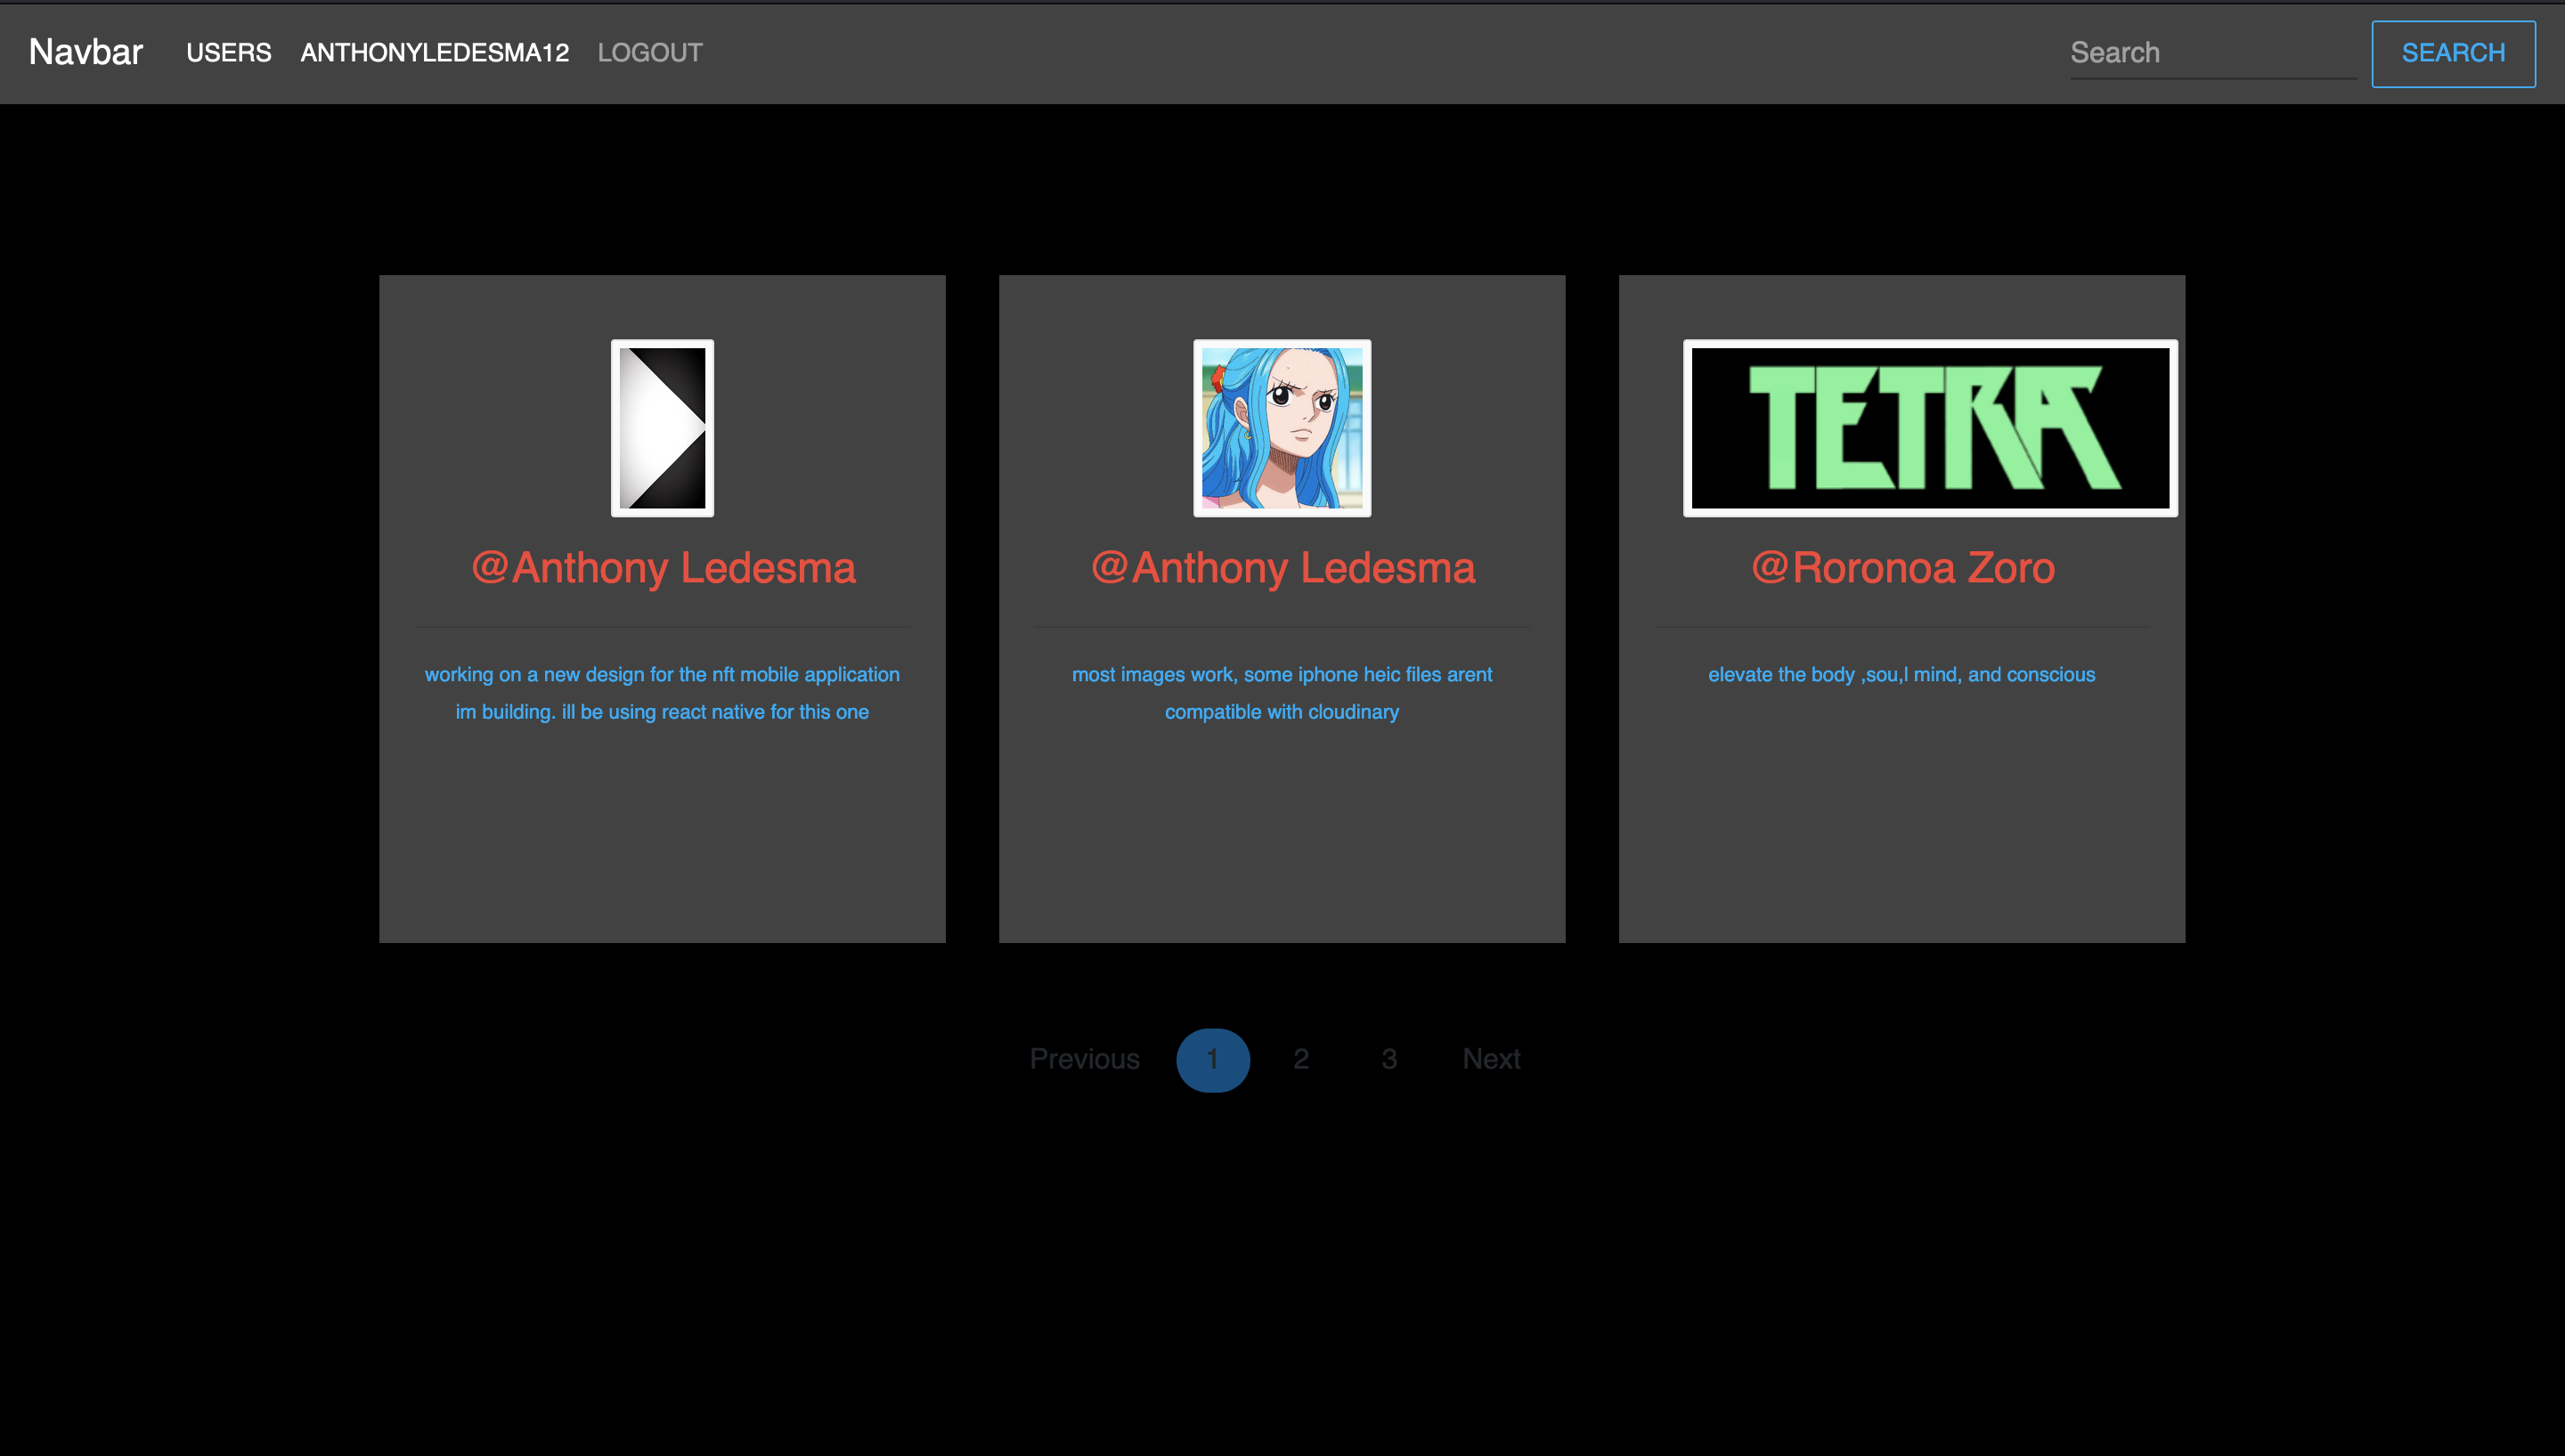 Navbar USERS ANTHONYLEDESMA12 LOGOUT Search SEARCH
TETRA
@Anthony Ledesma
working on a new design for the nft mobile application
im building. ill be using react native for this one
@Anthony Ledesma
most images work, some iphone heic files arent
compatible with cloudinary
@Roronoa Zoro
elevate the body ,sou,l mind, and conscious
Previous 1 2 3 Next